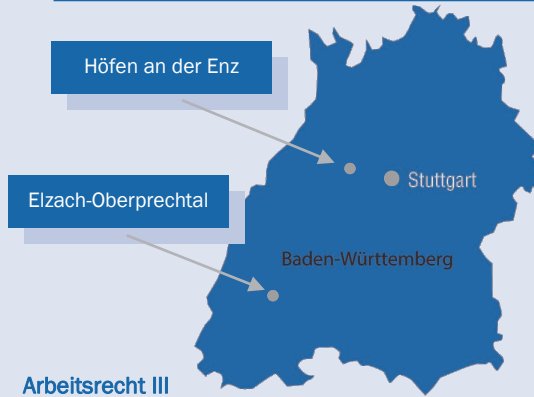 Höfen an der Enz
Stuttgart
Elzach-Oberprechtal
Baden-Württemberg
Arbeitsrecht III